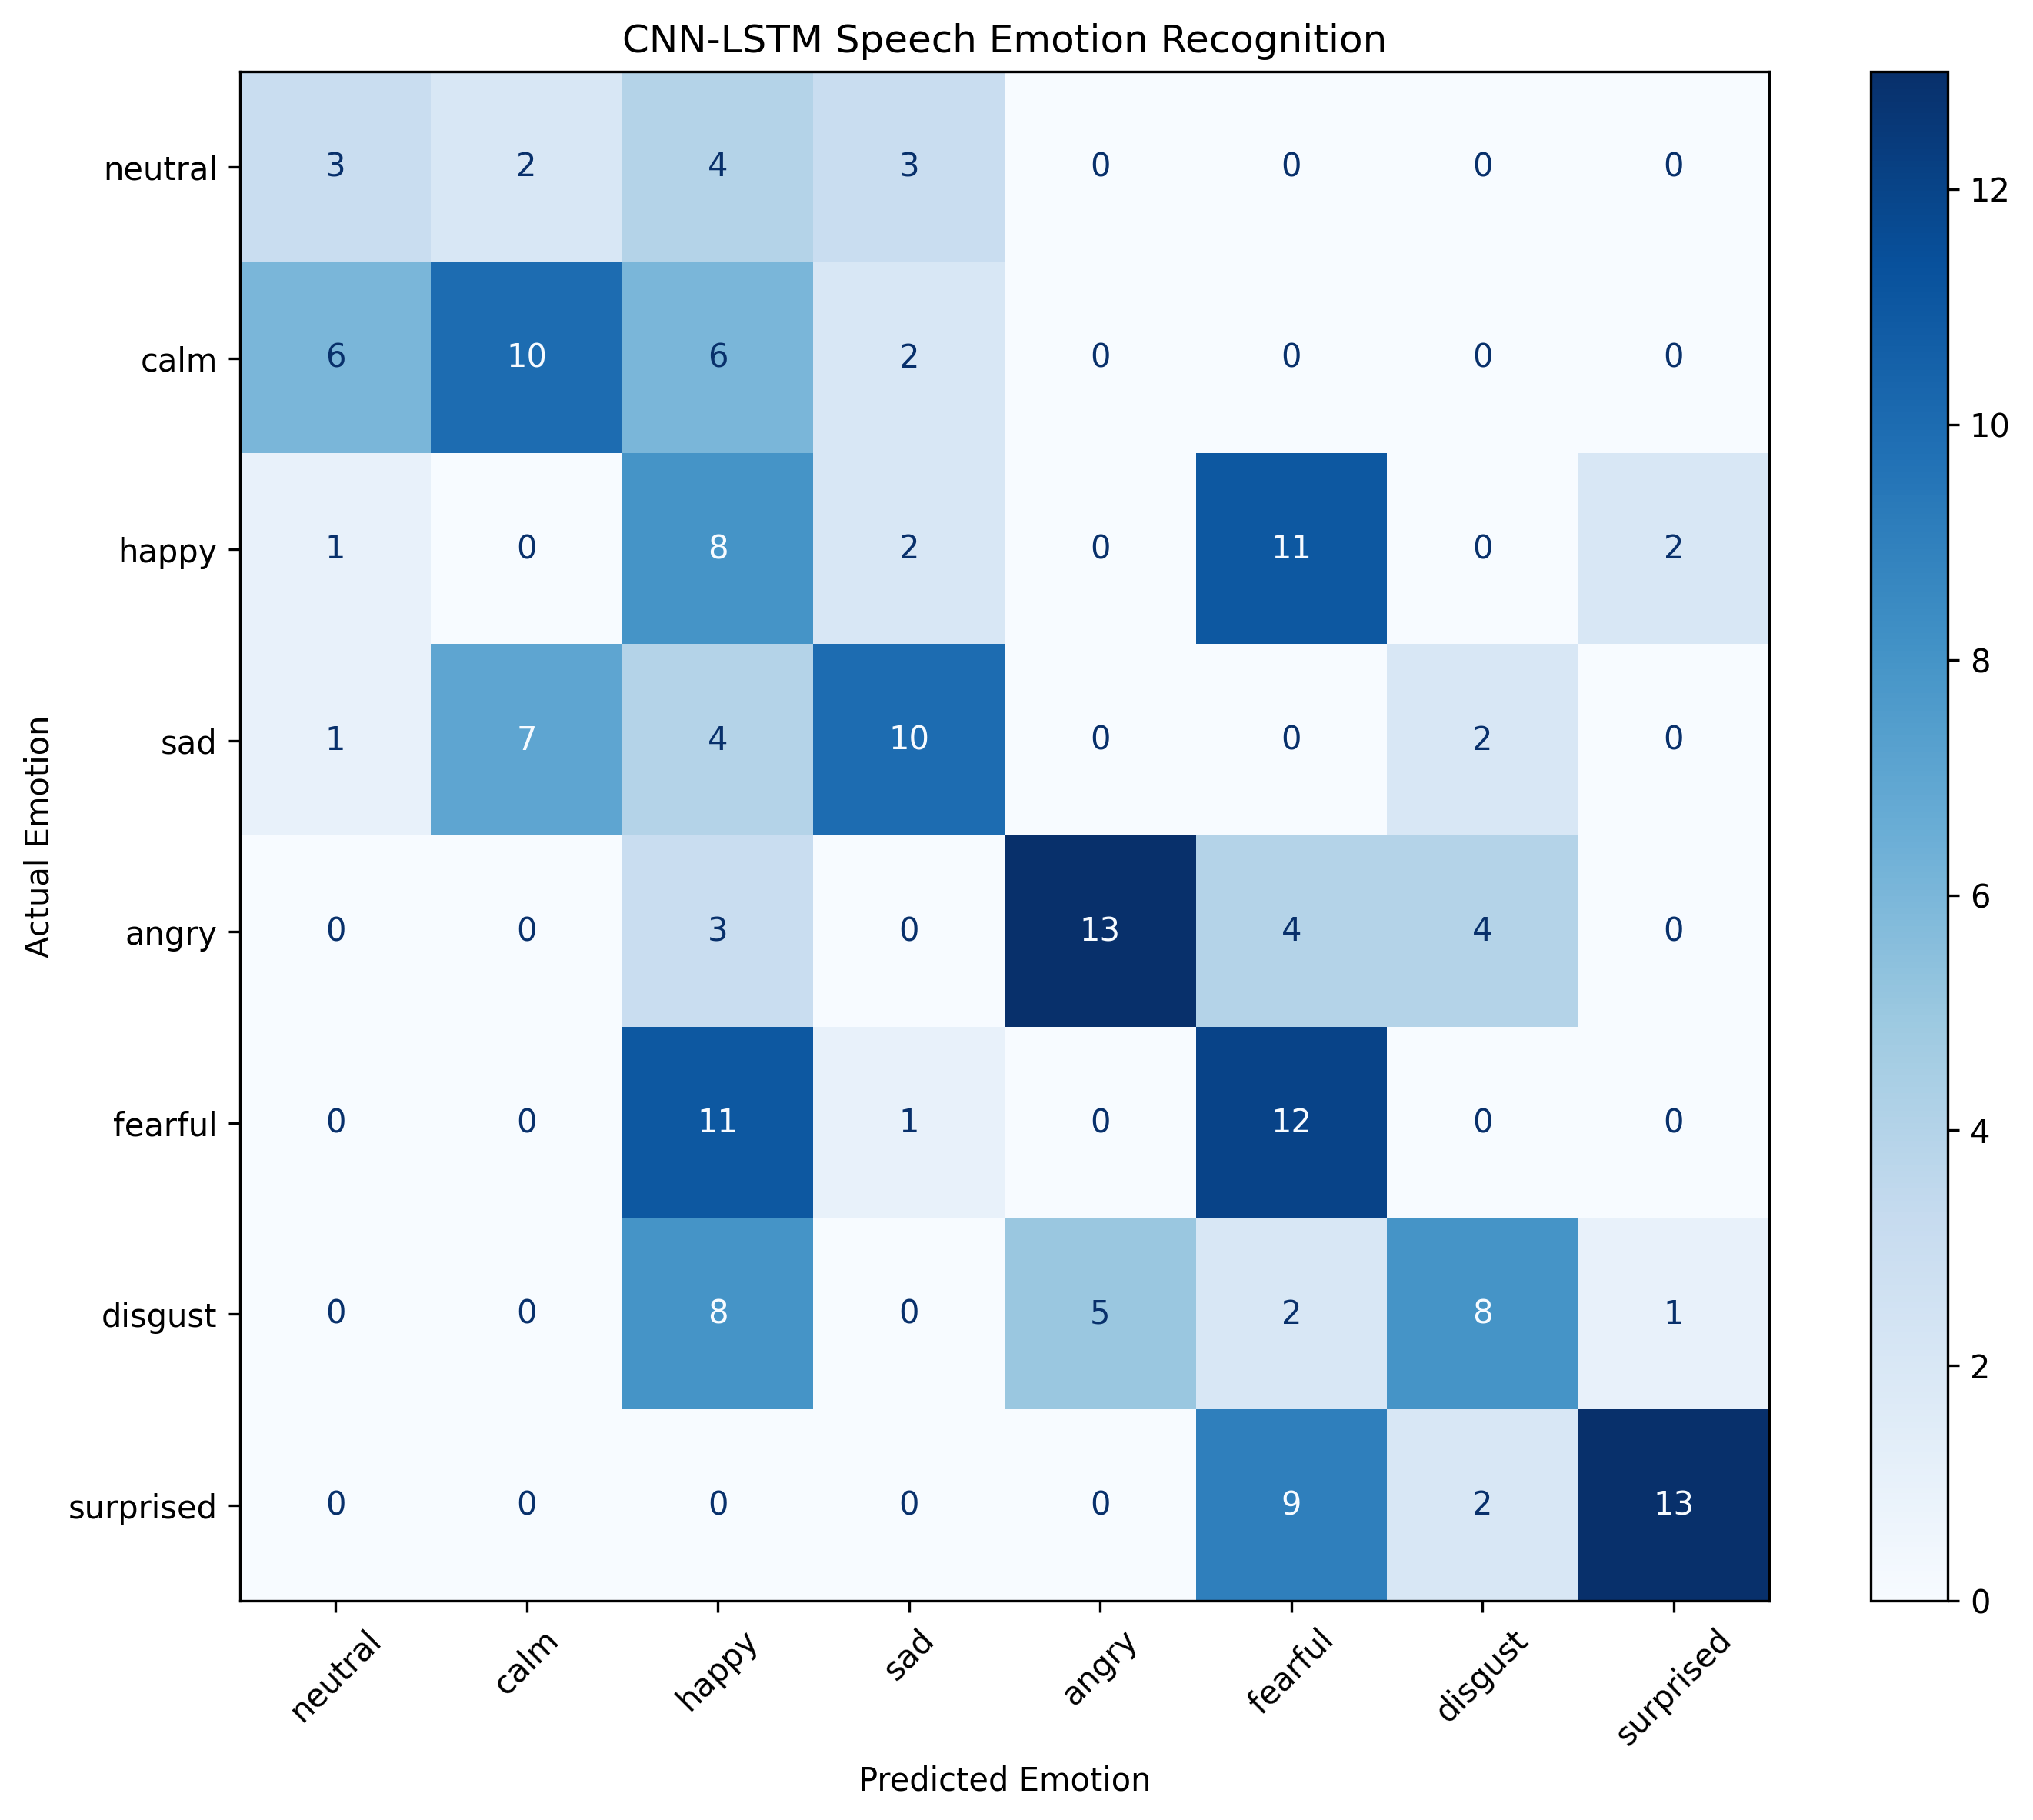 CNN-LSTM Speech Emotion Recognition
neutral 3 2 4 3 0 0 0 0
calm 6 10 6 2 0 0 0 0
happy 1 0 8 2 0 11 0 2
sad 1 7 4 10 0 0 2 0
angry 0 0 3 0 13 4 4 0
fearful 0 0 11 1 0 12 0 0
disgust 0 0 8 0 5 2 8 1
surprised 0 0 0 0 0 9 2 13
neutral calm happy sad angry fearful disgust surprised
Predicted Emotion
Actual Emotion
12
10
8
6
4
2
0